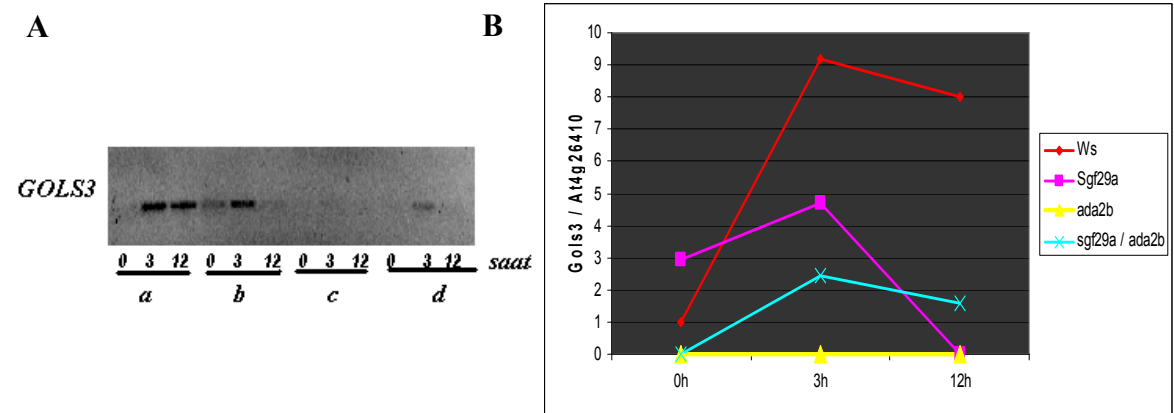 A
GOLS3
0 3 12 0 3 12 0 3 12 0 3 12 saat
a b c d
B
Gols3 / At4g26410
10
9
8
7
6
5
4
3
2
1
0
0h 3h 12h
Ws
Sgf29a
ada2b
sgf29a / ada2b